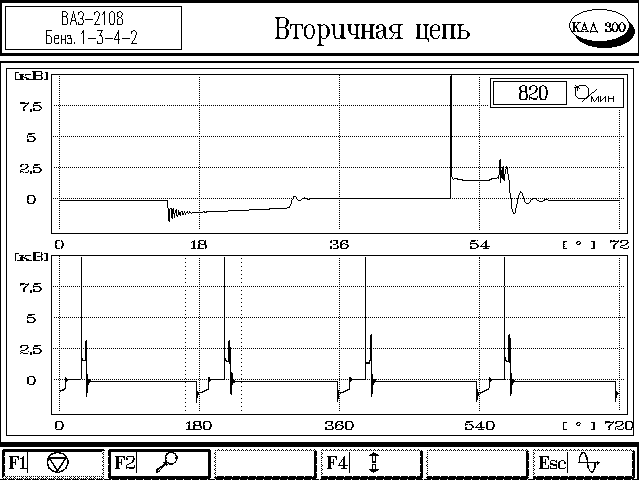 ВАЗ-2108
Бенз. 1-3-4-2
Вторичная цепь
КАД 300
[кВ]
7,5
5
2,5
0
820 /мин
0 18 36 54 [ ° ] 72
[кВ]
7,5
5
2,5
0
0 180 360 540 [ ° ] 720
F1 F2 F4 Esc